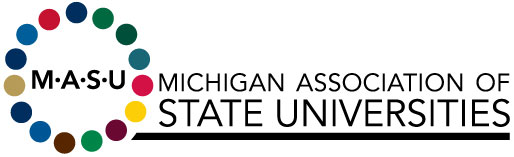 M·A·S·U
MICHIGAN ASSOCIATION OF
STATE UNIVERSITIES